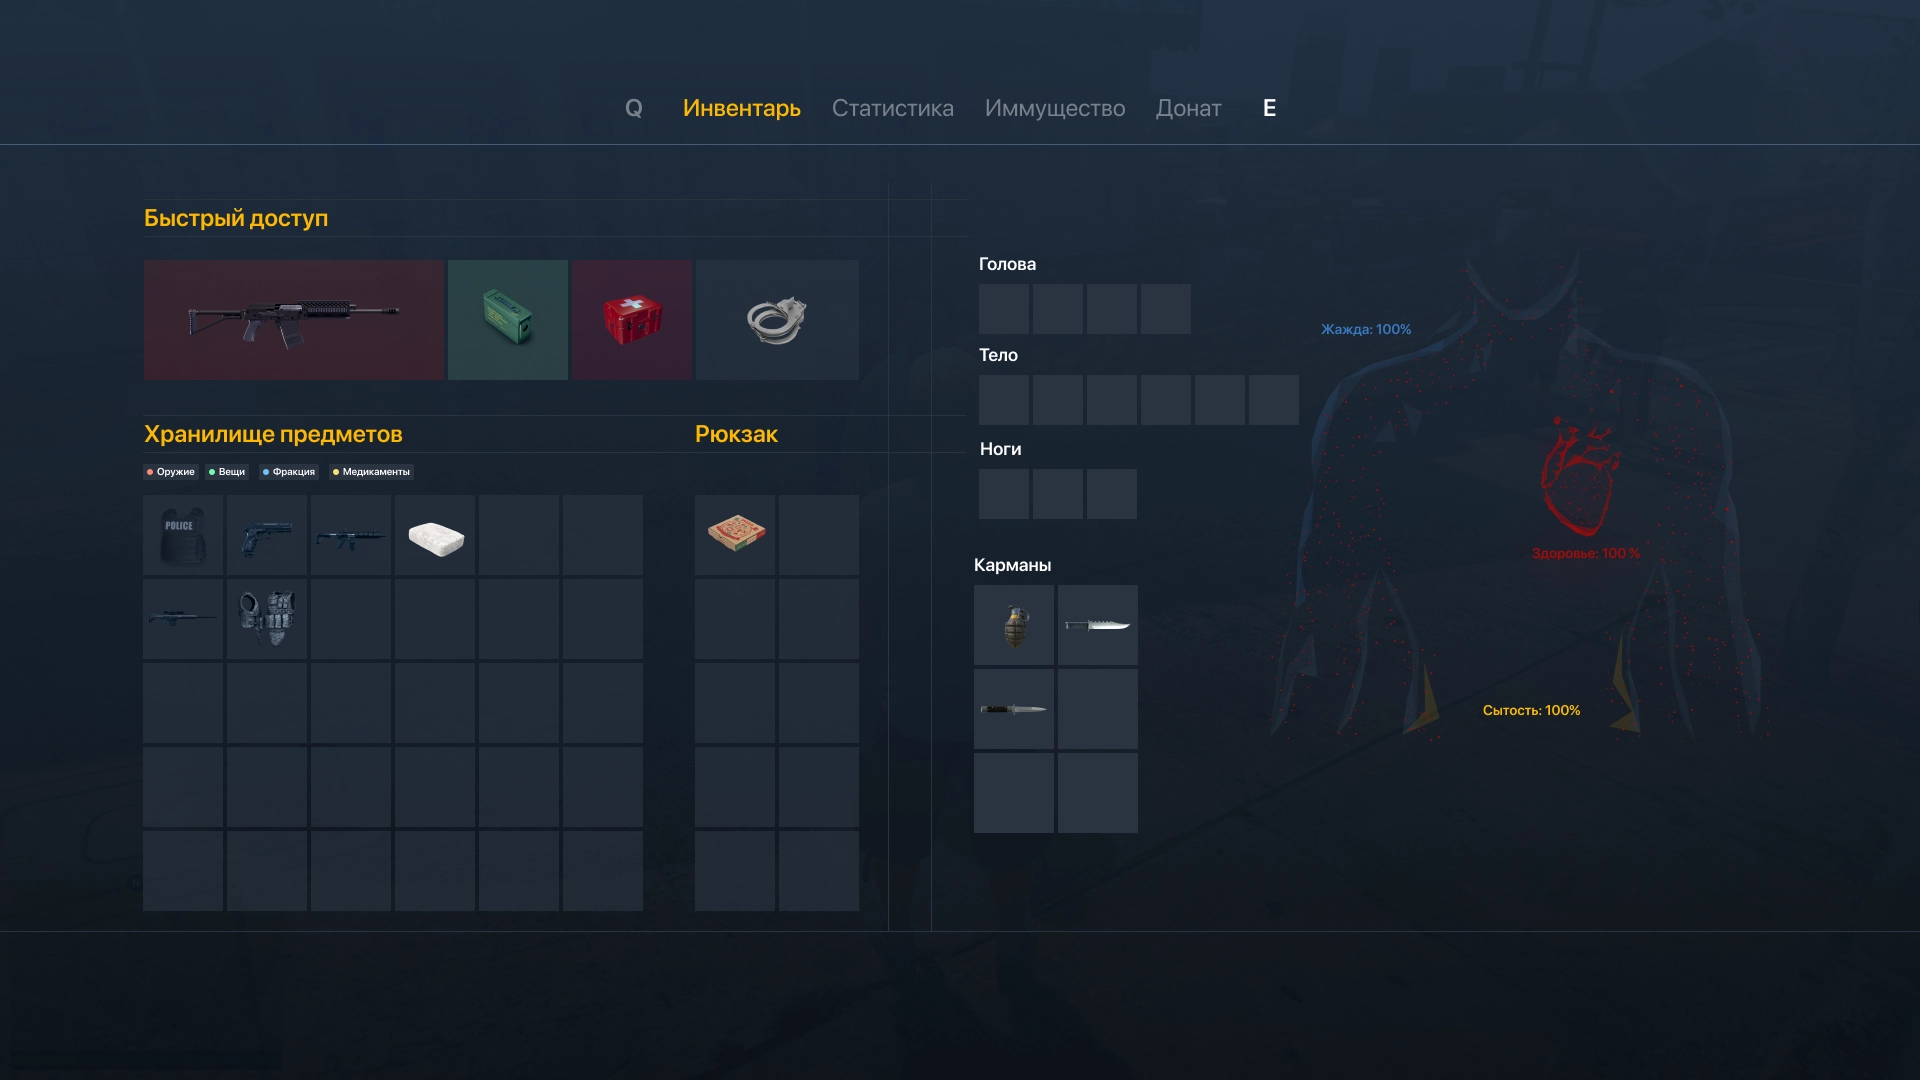 Q Инвентарь Статистика Иммущество Донат E
Быстрый доступ
Хранилище предметов
Оружие Вещи Фракция Медикаменты
POLICE
Рюкзак
Голова
Тело
Ноги
Карманы
Жажда: 100%
Здоровье: 100 %
Сытость: 100%